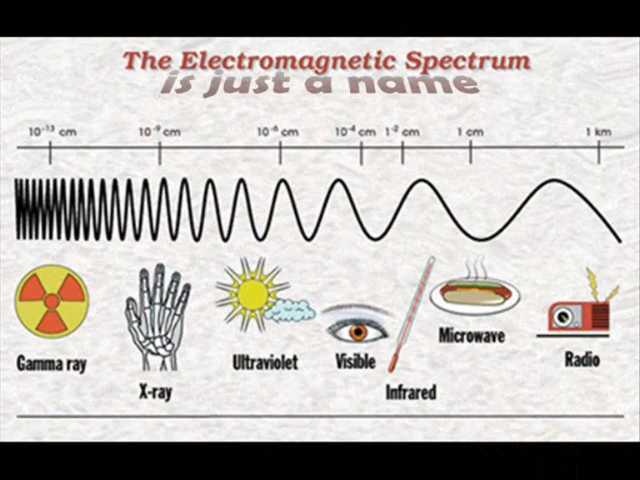 The Electromagnetic Spectrum
is just a name
10⁻¹³ cm 10⁻⁹ cm 10⁻⁶ cm 10⁻⁴ cm 1⁻² cm 1 cm 1 km
Gamma ray
X-ray
Ultraviolet
Visible
Infrared
Microwave
Radio